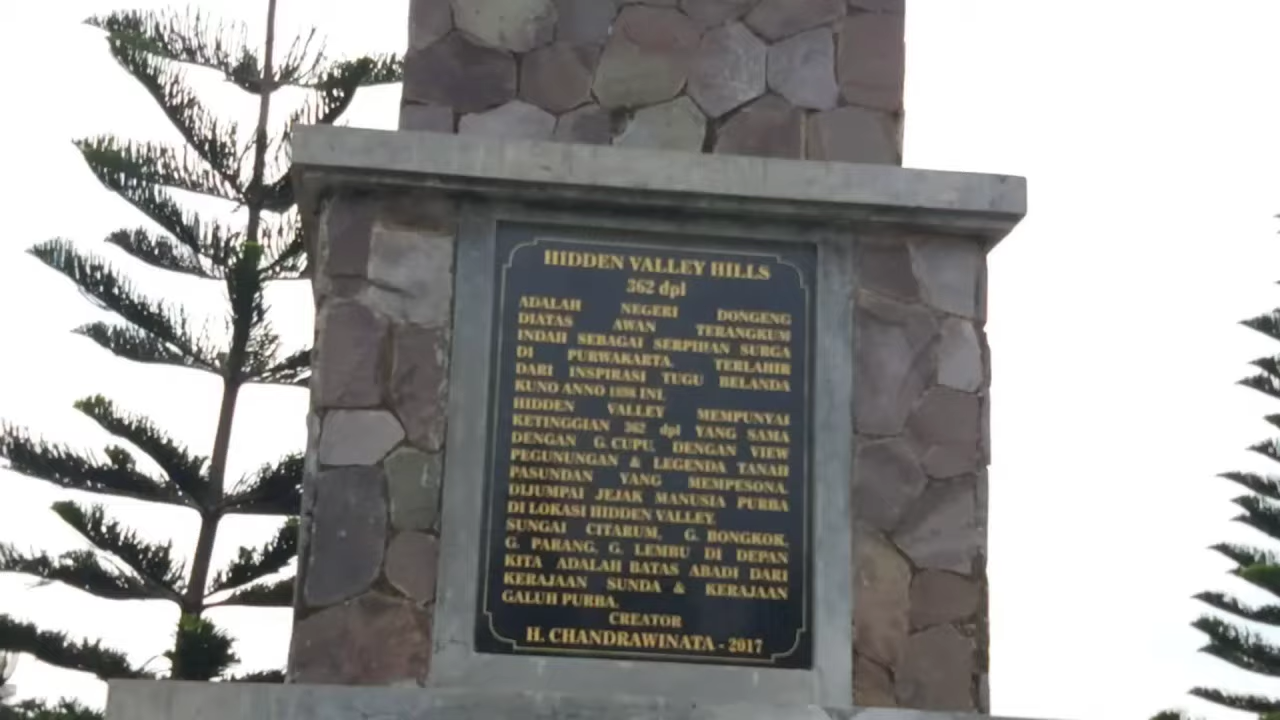 HIDDEN VALLEY HILLS
362 dpl
ADALAH NEGERI DONGENG
DIATAS AWAN TERANGKUM
INDAH SEBAGAI SERPIHAN SURGA
DI PURWAKARTA. TERLAHIR
DARI INSPIRASI TUGU BELANDA
KUNO ANNO 1898 INI.
HIDDEN VALLEY MEMPUNYAI
KETINGGIAN 362 dpl YANG SAMA
DENGAN G. CUPU, DENGAN VIEW
PEGUNUNGAN & LEGENDA TANAH
PASUNDAN YANG MEMPESONA.
DIJUMPAI JEJAK MANUSIA PURBA
DI LOKASI HIDDEN VALLEY.
SUNGAI CITARUM, G. BONGKOK,
G. PARANG, G. LEMBU DI DEPAN
KITA ADALAH BATAS ABADI DARI
KERAJAAN SUNDA & KERAJAAN
GALUH PURBA.
CREATOR
H. CHANDRAWINATA - 2017